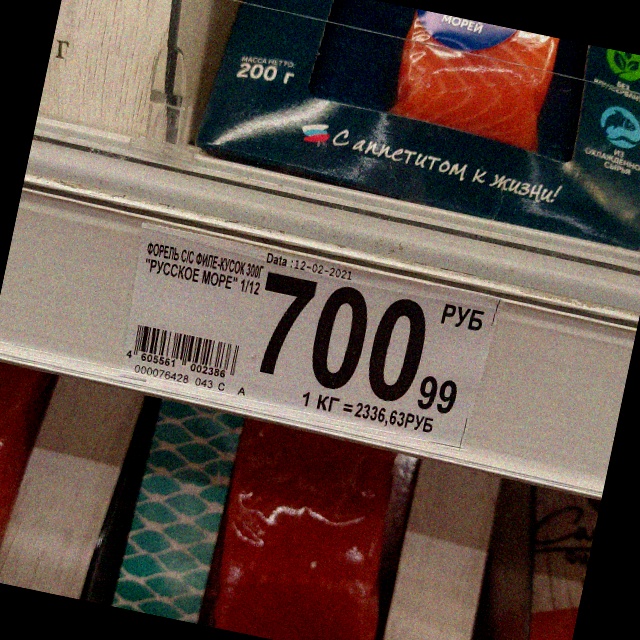 г
МОРЕЙ
МАССА НЕТТО:
200 г
С аппетитом к жизни!
ФОРЕЛЬ С/С ФИЛЕ-КУСОК 300Г
"РУССКОЕ МОРЕ" 1/12
Data : 12-02-2021
700 99
РУБ
4 605561 002386
000076428 043 С А
1 КГ = 2336,63РУБ